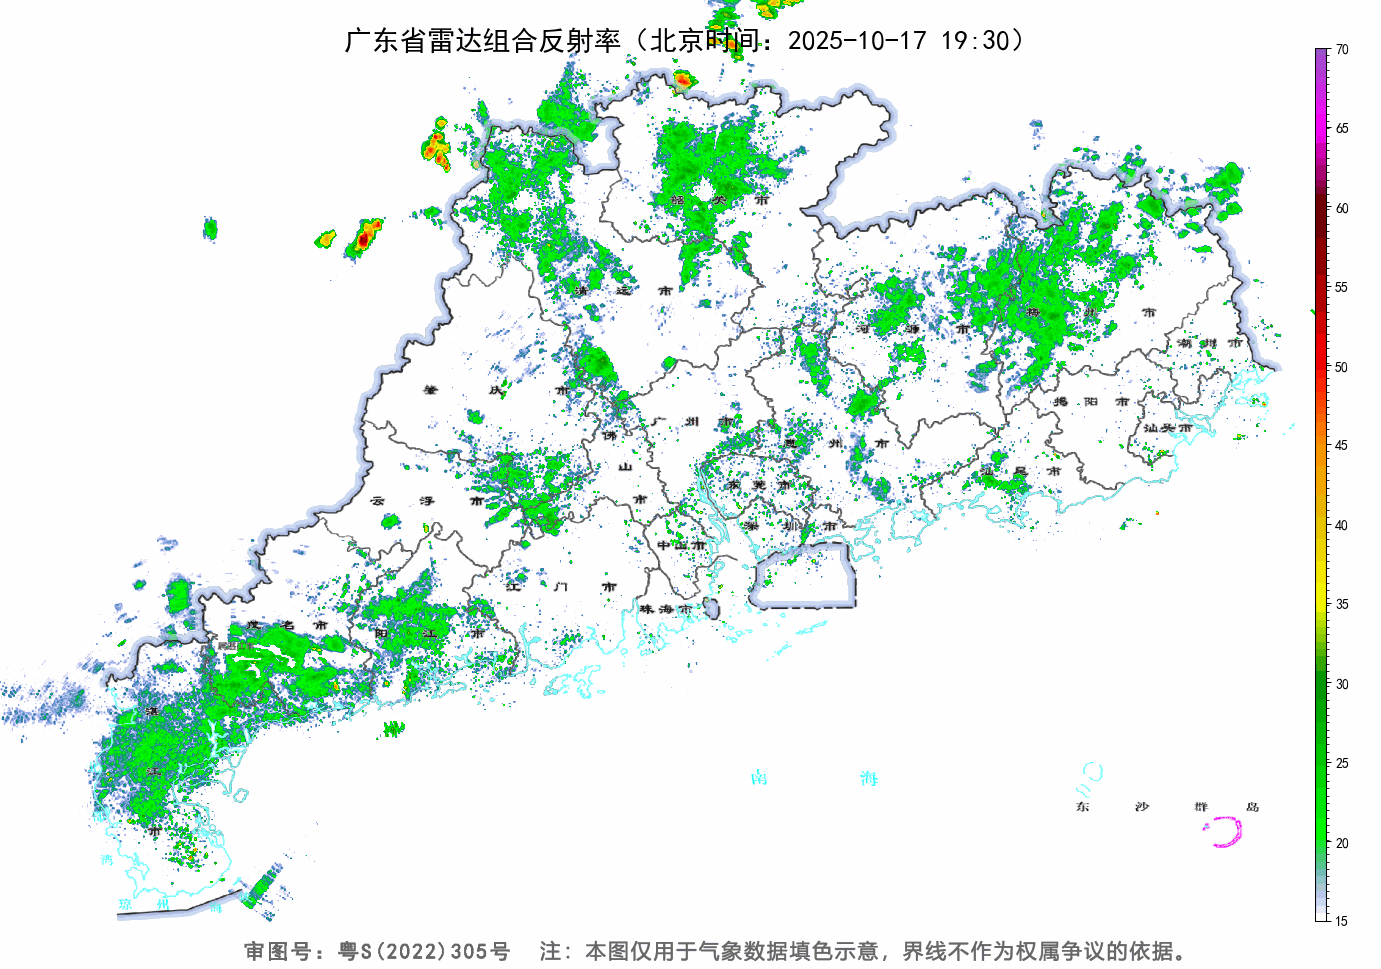 广东省雷达组合反射率（北京时间：2025-10-17 19:30）
70
65
60
55
50
45
40
35
30
25
20
15
韶 关 市
清 远 市
河 源 市
梅 州 市
潮 州 市
肇 庆 市
广 州 市
揭 阳 市
汕头市
佛 山 市
惠 州 市
汕 尾 市
东 莞 市
云 浮 市
深 圳 市
中山市
江 门 市
珠海市
茂 名 市
阳 江 市
湛 江 市
南 海
东 沙 群 岛
湾
琼 州 海
审图号：粤S(2022)305号 注：本图仅用于气象数据填色示意，界线不作为权属争议的依据。